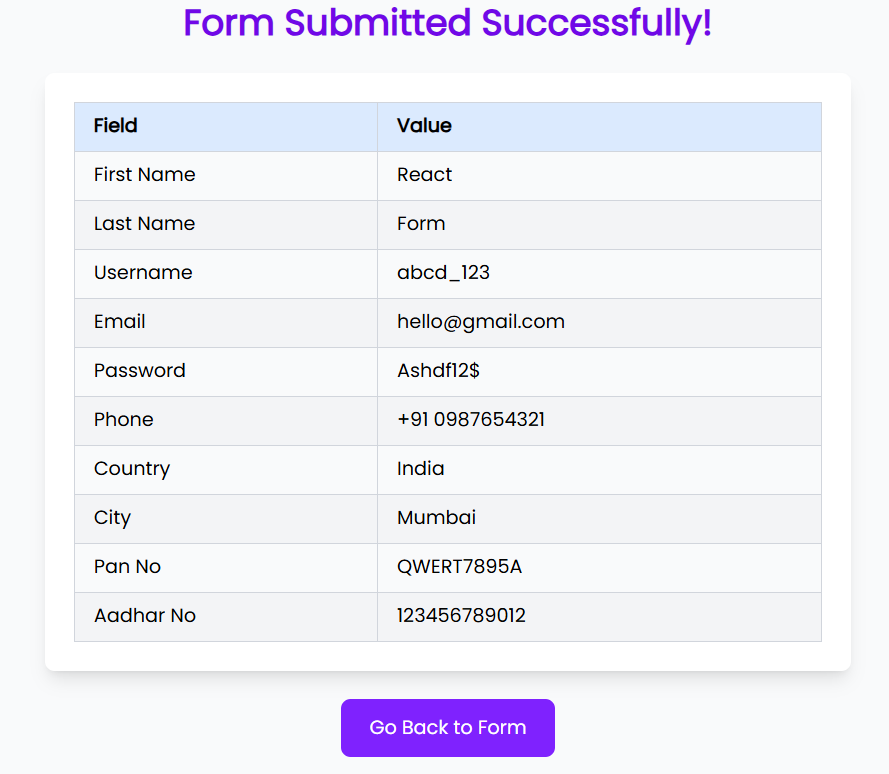 Form Submitted Successfully!
Field Value
First Name React
Last Name Form
Username abcd_123
Email hello@gmail.com
Password Ashdf12$
Phone +91 0987654321
Country India
City Mumbai
Pan No QWERT7895A
Aadhar No 123456789012
Go Back to Form